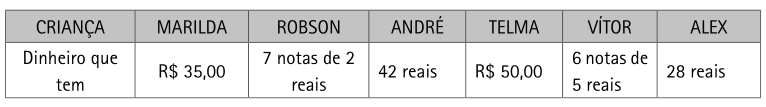 CRIANÇA MARILDA ROBSON ANDRÉ TELMA VÍTOR ALEX
Dinheiro que tem R$ 35,00 7 notas de 2 reais 42 reais R$ 50,00 6 notas de 5 reais 28 reais